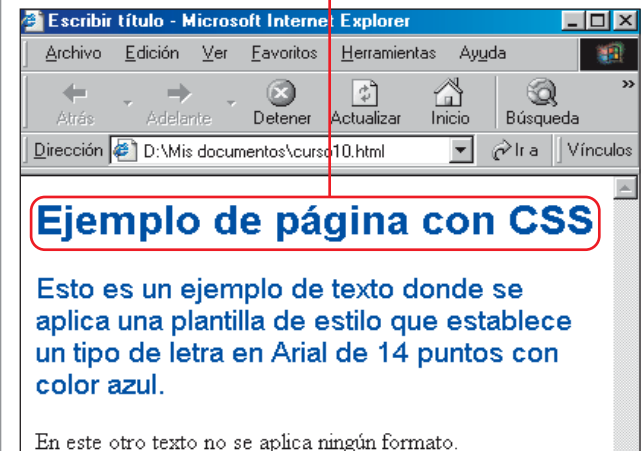 Escribir título - Microsoft Internet Explorer
Archivo Edición Ver Favoritos Herramientas Ayuda
Atrás Adelante Detener Actualizar Inicio Búsqueda »
Dirección D:\Mis documentos\curso10.html Ir a Vínculos
Ejemplo de página con CSS
Esto es un ejemplo de texto donde se
aplica una plantilla de estilo que establece
un tipo de letra en Arial de 14 puntos con
color azul.
En este otro texto no se aplica ningún formato.